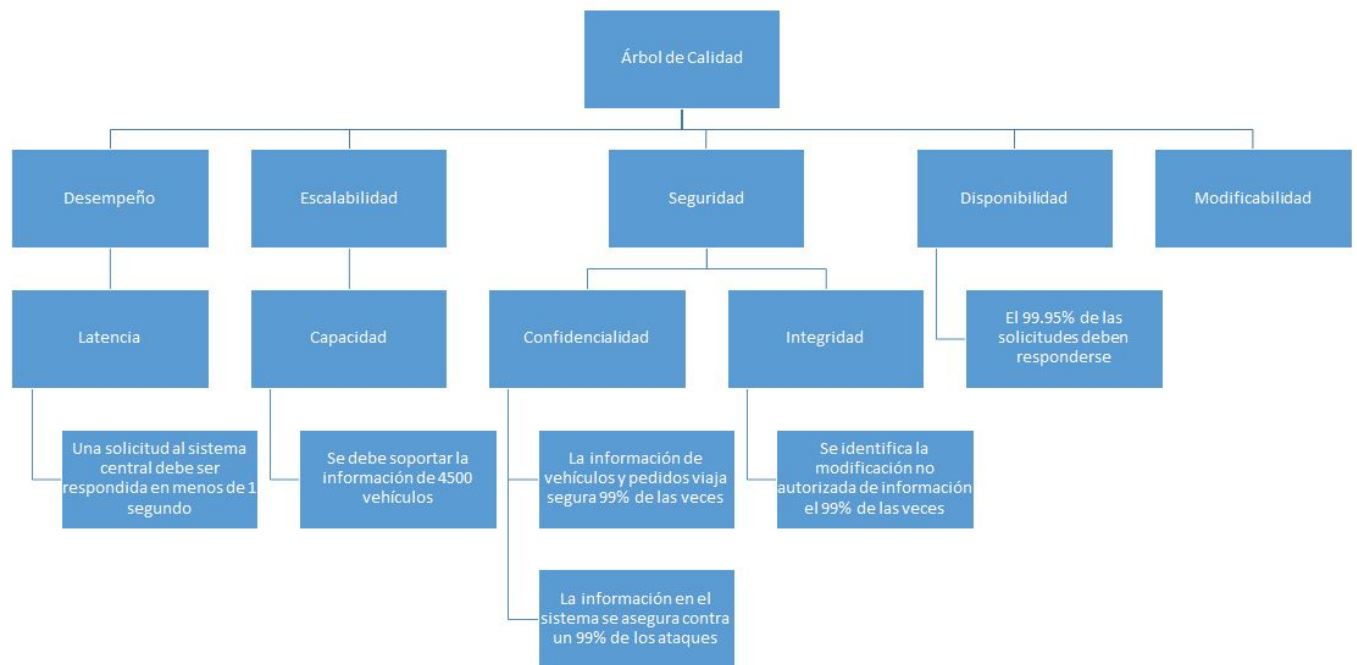 Árbol de Calidad
Desempeño
Escalabilidad
Seguridad
Disponibilidad
Modificabilidad
Latencia
Capacidad
Confidencialidad
Integridad
El 99.95% de las
solicitudes deben
responderse
Una solicitud al sistema
central debe ser
respondida en menos de 1
segundo
Se debe soportar la
información de 4500
vehículos
La información de
vehículos y pedidos viaja
segura 99% de las veces
Se identifica la
modificación no
autorizada de información
el 99% de las veces
La información en el
sistema se asegura contra
un 99% de los ataques